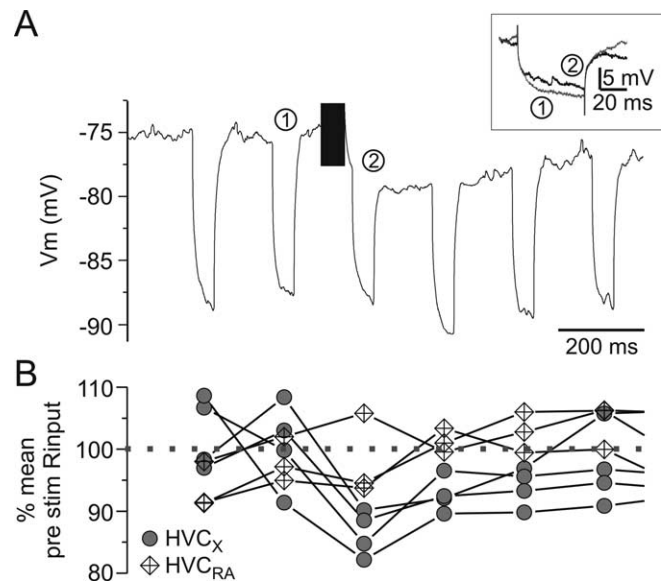 A
②
5 mV
20 ms
①
-75
①
②
-80
-85
-90
Vm (mV)
200 ms
B
110
100
90
80
% mean
pre stim Rinput
HVCX
HVCRA